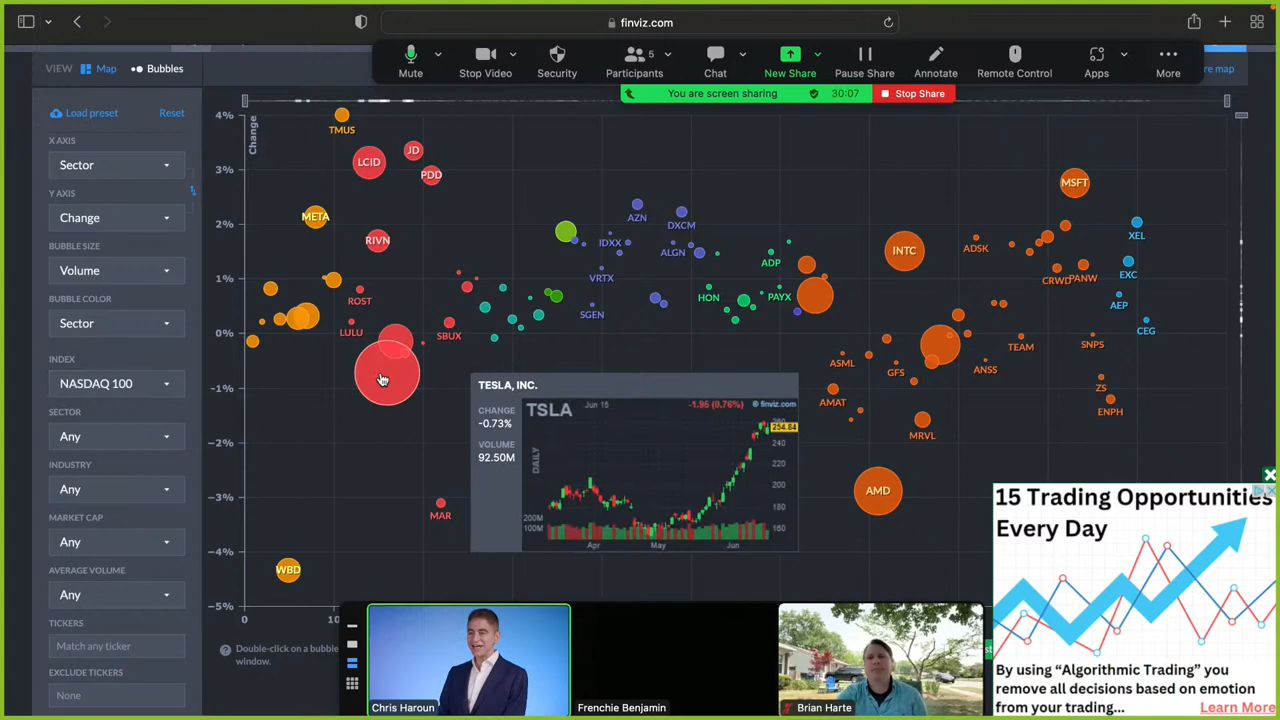 finviz.com
VIEW Map Bubbles
Mute
Stop Video
Security
5
Participants
Chat
New Share
Pause Share
Annotate
Remote Control
Apps
More
You are screen sharing 30:07 Stop Share
re map
Load preset Reset
X AXIS
Sector
Y AXIS
Change
BUBBLE SIZE
Volume
BUBBLE COLOR
Sector
INDEX
NASDAQ 100
SECTOR
Any
INDUSTRY
Any
MARKET CAP
Any
AVERAGE VOLUME
Any
TICKERS
Match any ticker
EXCLUDE TICKERS
None
Change
4%
3%
2%
1%
0%
-1%
-2%
-3%
-4%
-5%
0
10
TMUS
LCID
JD
PDD
META
RIVN
ROST
LULU
SBUX
MAR
WBD
AZN
DXCM
IDXX
ALGN
VRTX
SGEN
ADP
HON
PAYX
MSFT
INTC
ADSK
CRWD
PANW
XEL
EXC
AEP
CEG
ASML
GFS
ANSS
TEAM
SNPS
ZS
ENPH
AMAT
MRVL
AMD
TESLA, INC.
CHANGE
-0.73%
VOLUME
92.50M
TSLA
Jun 15
-1.95 (0.76%)
© finviz.com
DAILY
260
254.84
240
220
200
180
160
200M
100M
Apr May Jun
Double-click on a bubble
window.
Chris Haroun
Frenchie Benjamin
Brian Harte
st
15 Trading Opportunities
Every Day
By using “Algorithmic Trading” you
remove all decisions based on emotion
from your trading...
Learn More